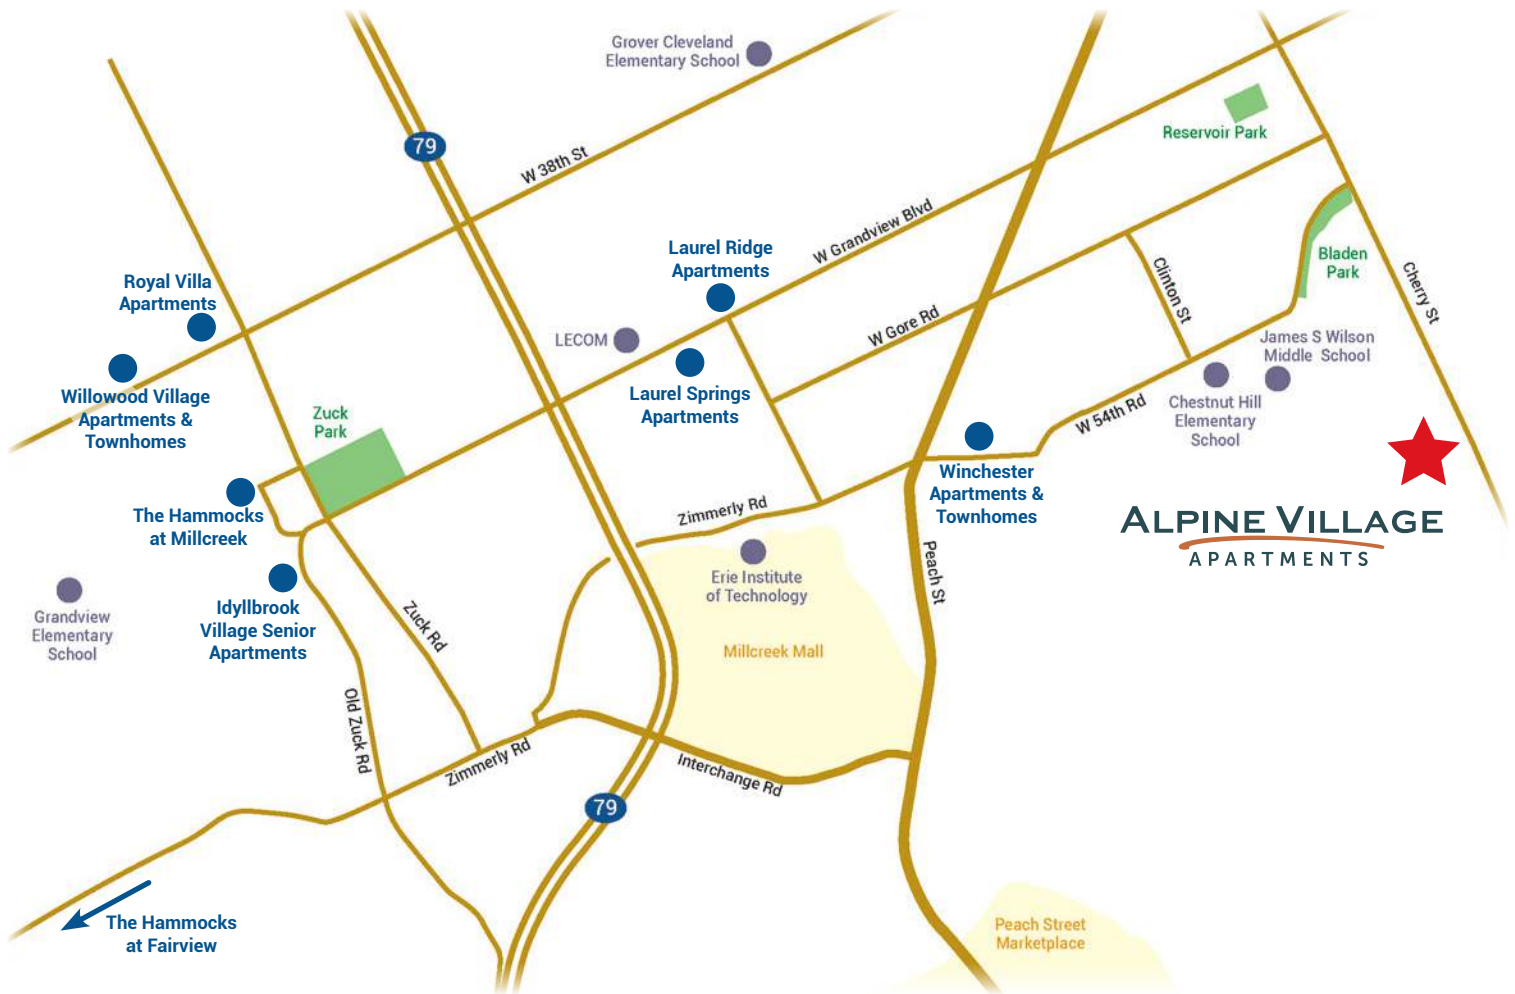 Grover Cleveland
Elementary School
79
W 38th St
Reservoir Park
W Grandview Blvd
Laurel Ridge
Apartments
Bladen
Park
Clinton St
Cherry St
Royal Villa
Apartments
LECOM
W Gore Rd
James S Wilson
Middle School
Willowood Village
Apartments &
Townhomes
Laurel Springs
Apartments
Zuck
Park
Chestnut Hill
Elementary
School
W 54th Rd
Winchester
Apartments &
Townhomes
The Hammocks
at Millcreek
Zimmerly Rd
ALPINE VILLAGE
APARTMENTS
Peach St
Erie Institute
of Technology
Grandview
Elementary
School
Idyllbrook
Village Senior
Apartments
Zuck Rd
Millcreek Mall
Old Zuck Rd
Zimmerly Rd
Interchange Rd
79
The Hammocks
at Fairview
Peach Street
Marketplace